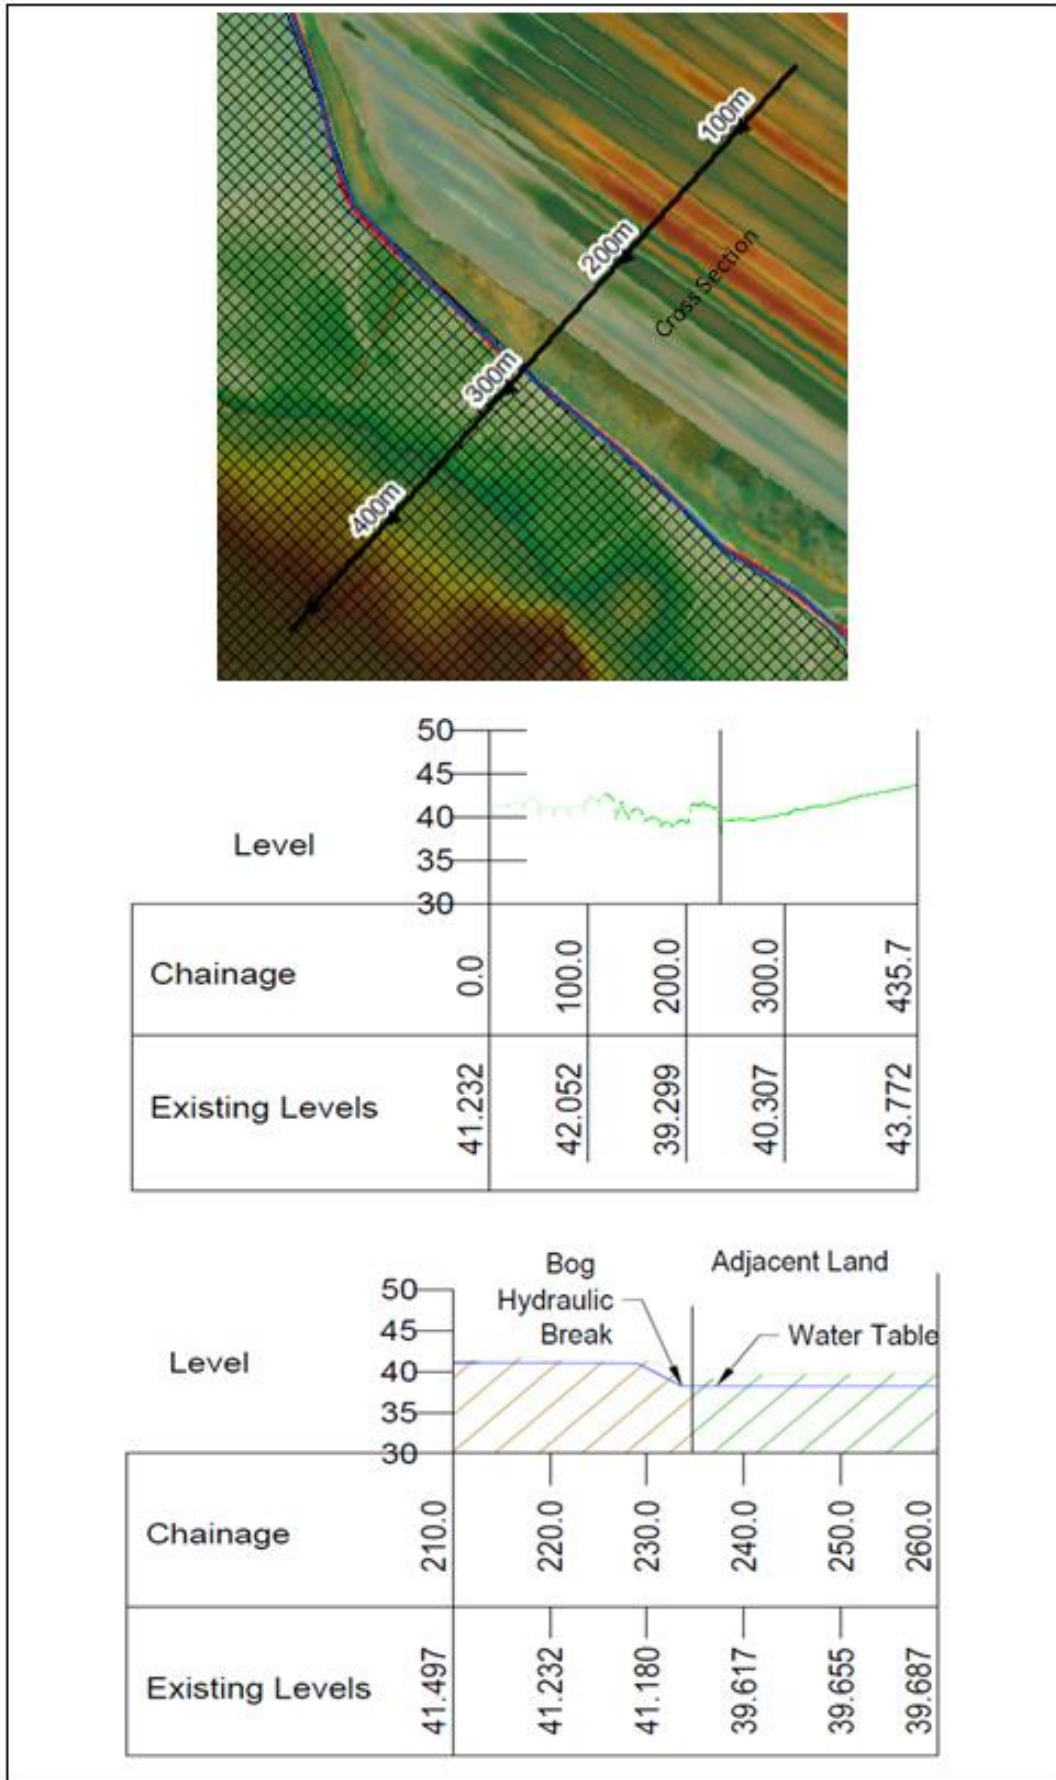 100m
200m
Cross Section
300m
400m
50
45
40
Level
35
30
Chainage
0.0
100.0
200.0
300.0
435.7
Existing Levels
41.232
42.052
39.299
40.307
43.772
Bog
Adjacent Land
Hydraulic
Break
Water Table
50
45
Level
40
35
30
Chainage
210.0
220.0
230.0
240.0
250.0
260.0
Existing Levels
41.497
41.232
41.180
39.617
39.655
39.687